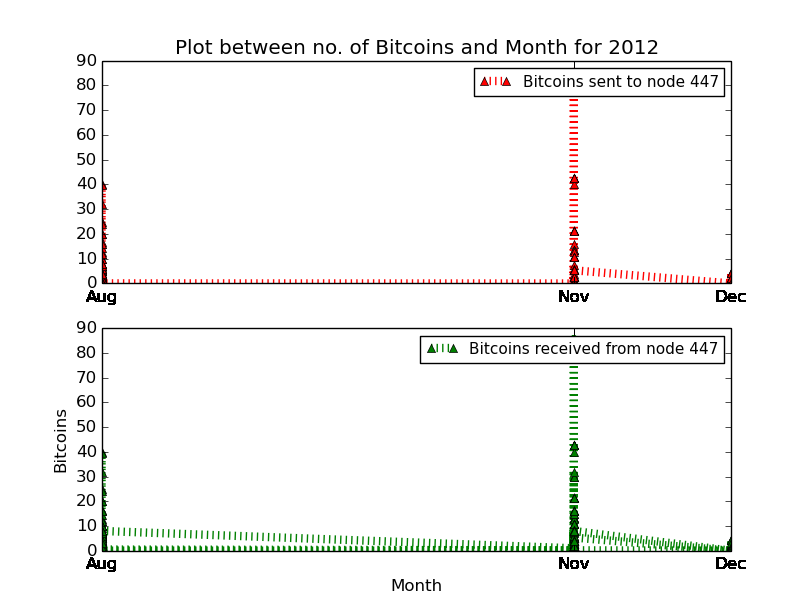 Plot between no. of Bitcoins and Month for 2012
90
80
70
60
50
40
30
20
10
0
Bitcoins sent to node 447
Aug Nov Dec
90
80
70
60
50
40
30
20
10
0
Bitcoins
Bitcoins received from node 447
Aug Nov Dec
Month